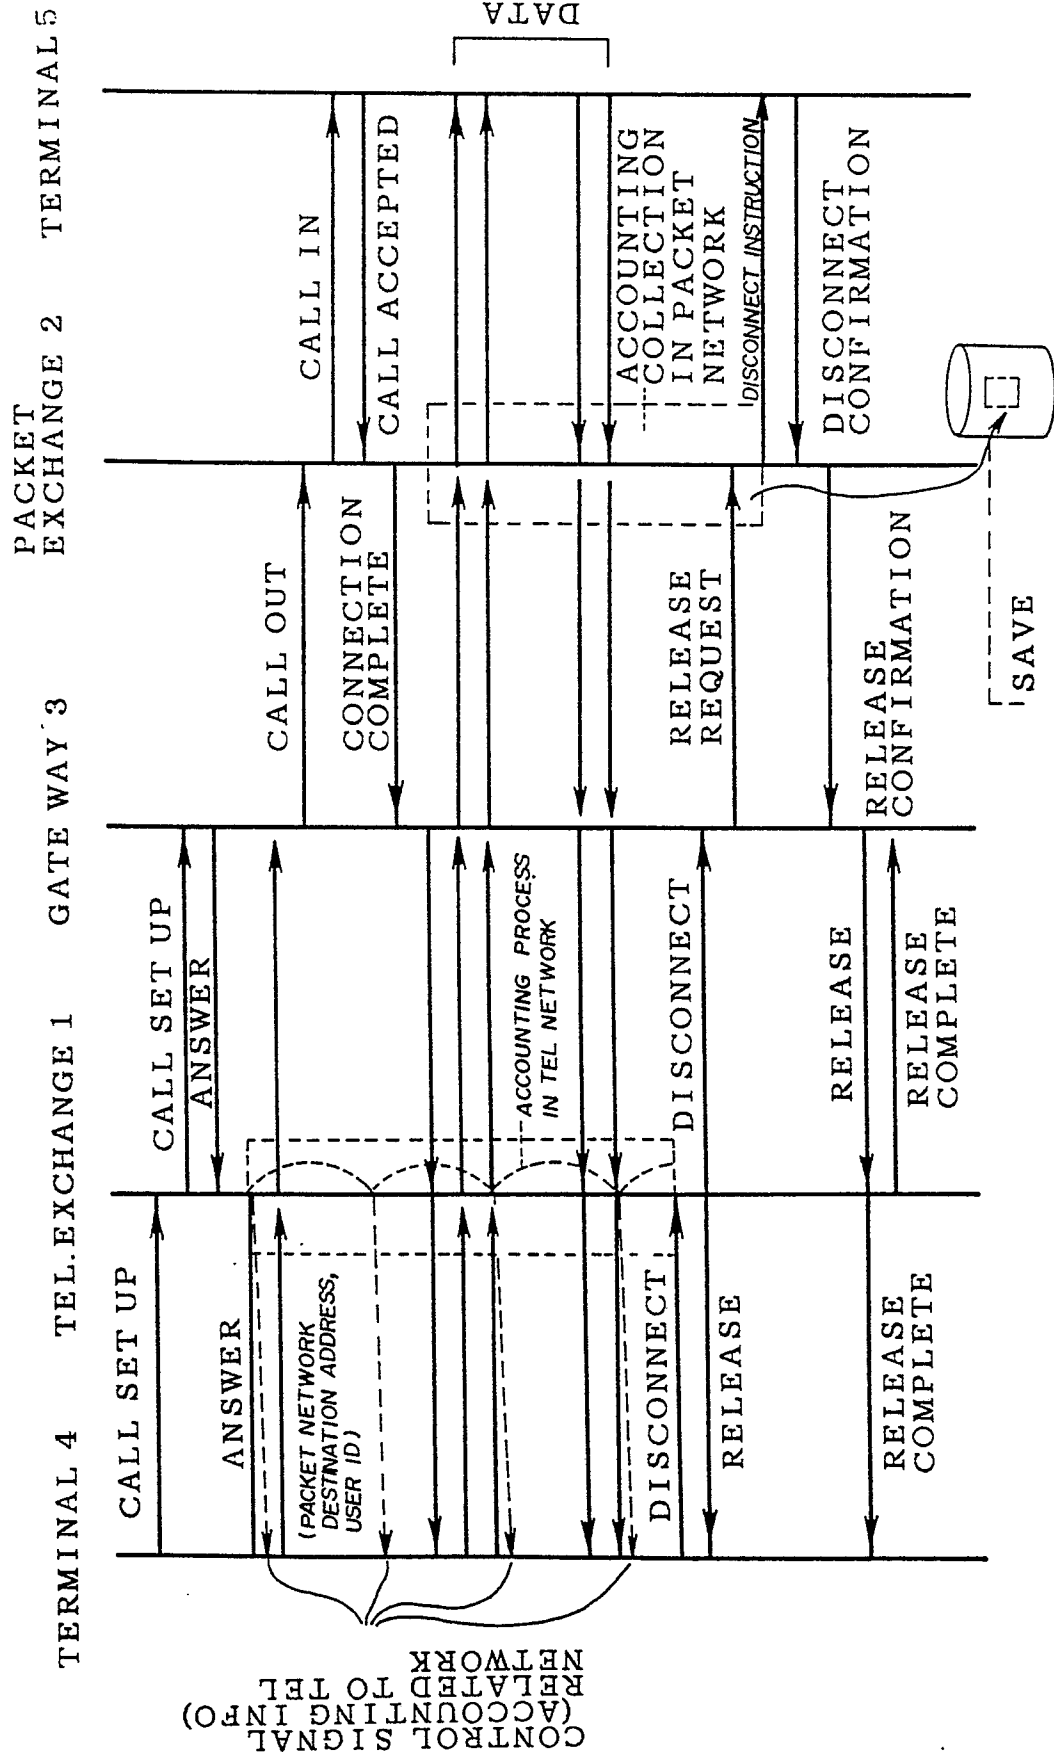 TERMINAL 4
TEL.EXCHANGE 1
GATE WAY 3
PACKET
EXCHANGE 2
TERMINAL 5
CALL SET UP
CALL SET UP
ANSWER
ANSWER
(PACKET NETWORK
DESTINATION ADDRESS,
USER ID)
CALL OUT
CALL IN
CALL ACCEPTED
CONNECTION
COMPLETE
DATA
CONTROL SIGNAL
(ACCOUNTING INFO)
RELATED TO TEL
NETWORK
ACCOUNTING PROCESS
IN TEL NETWORK
ACCOUNTING
COLLECTION
IN PACKET
NETWORK
DISCONNECT
DISCONNECT
RELEASE
RELEASE
REQUEST
DISCONNECT INSTRUCTION
DISCONNECT
CONFIRMATION
RELEASE
CONFIRMATION
RELEASE
RELEASE
COMPLETE
RELEASE
COMPLETE
SAVE